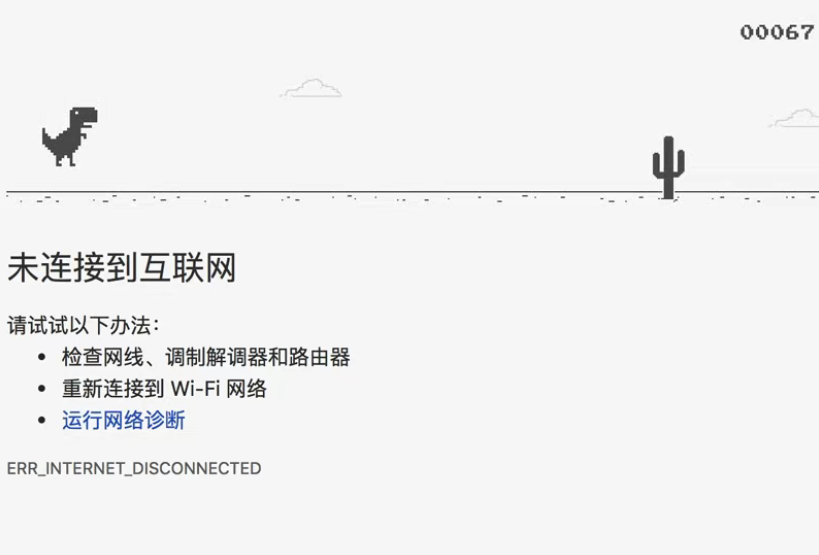 00067
未连接到互联网
请试试以下办法：
• 检查网线、调制解调器和路由器
• 重新连接到 Wi-Fi 网络
• 运行网络诊断
ERR_INTERNET_DISCONNECTED